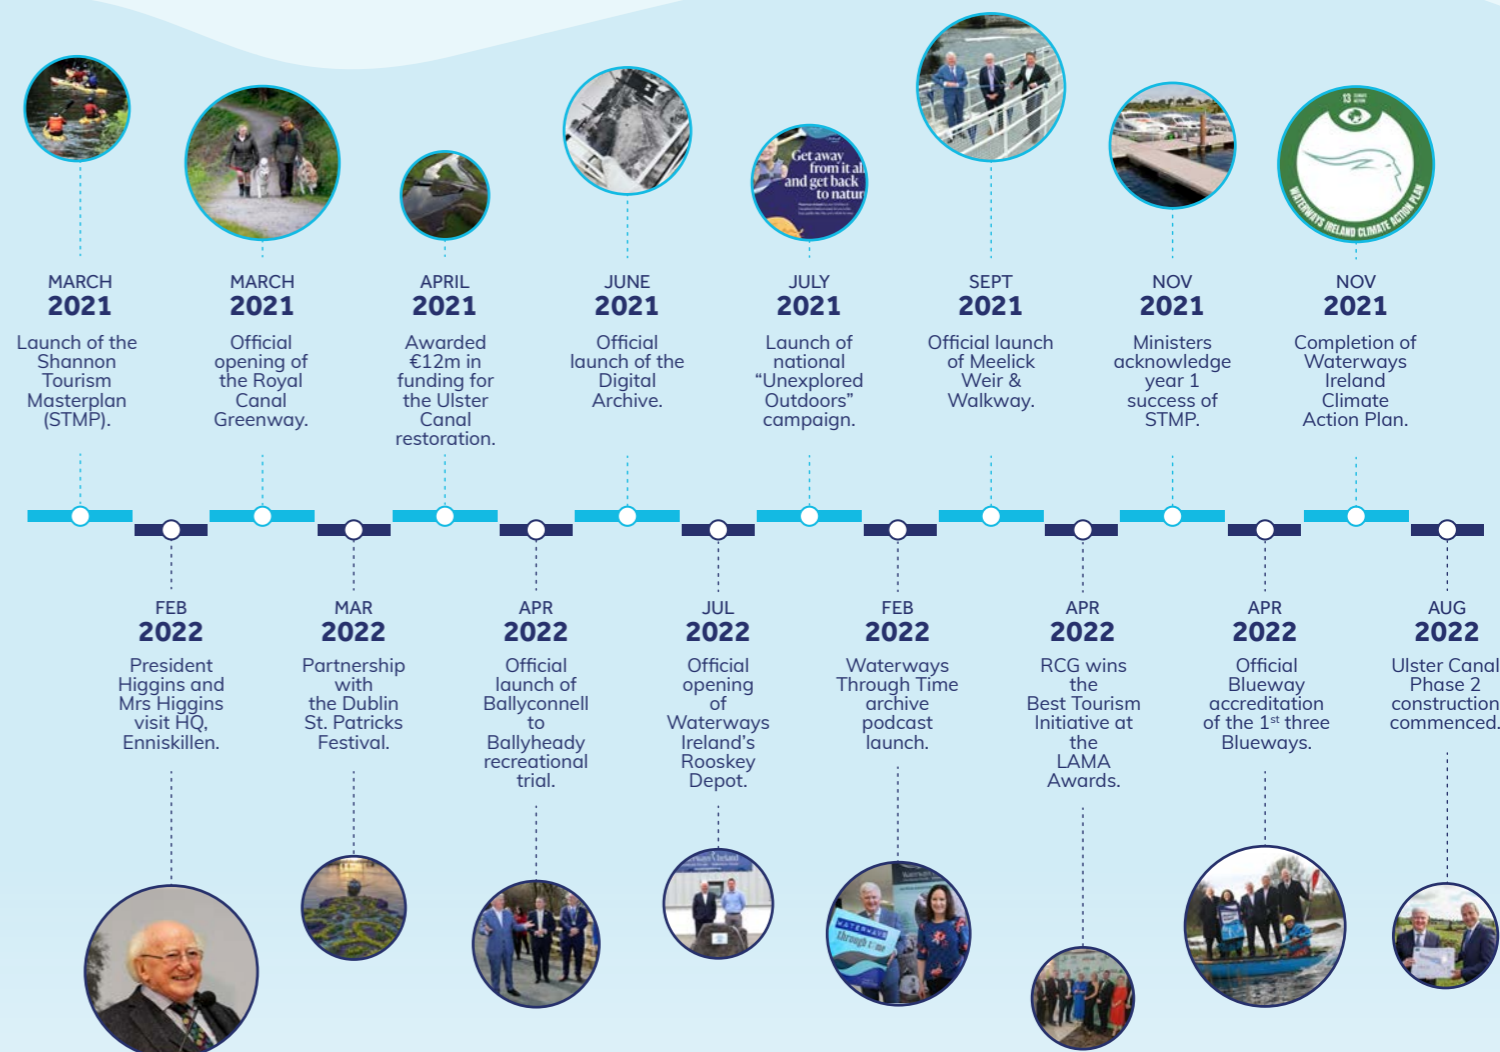 13 CLIMATE
ACTION
WATERWAYS IRELAND CLIMATE ACTION PLAN
Get away
from it all
and get back
to natur
MARCH
2021
Launch of the
Shannon
Tourism
Masterplan
(STMP).
MARCH
2021
Official
opening of
the Royal
Canal
Greenway.
APRIL
2021
Awarded
€12m in
funding for
the Ulster
Canal
restoration.
JUNE
2021
Official
launch of the
Digital
Archive.
JULY
2021
Launch of
national
“Unexplored
Outdoors”
campaign.
SEPT
2021
Official launch
of Meelick
Weir &
Walkway.
NOV
2021
Ministers
acknowledge
year 1
success of
STMP.
NOV
2021
Completion of
Waterways
Ireland
Climate
Action Plan.
FEB
2022
President
Higgins and
Mrs Higgins
visit HQ,
Enniskillen.
MAR
2022
Partnership
with
the Dublin
St. Patricks
Festival.
APR
2022
Official
launch of
Ballyconnell
to
Ballyheady
recreational
trial.
JUL
2022
Official
opening
of
Waterways
Ireland’s
Rooskey
Depot.
FEB
2022
Waterways
Through Time
archive
podcast
launch.
APR
2022
RCG wins
the
Best Tourism
Initiative at
the
LAMA
Awards.
APR
2022
Official
Blueway
accreditation
of the 1st three
Blueways.
AUG
2022
Ulster Canal
Phase 2
construction
commenced.
WATERWAYS
through time